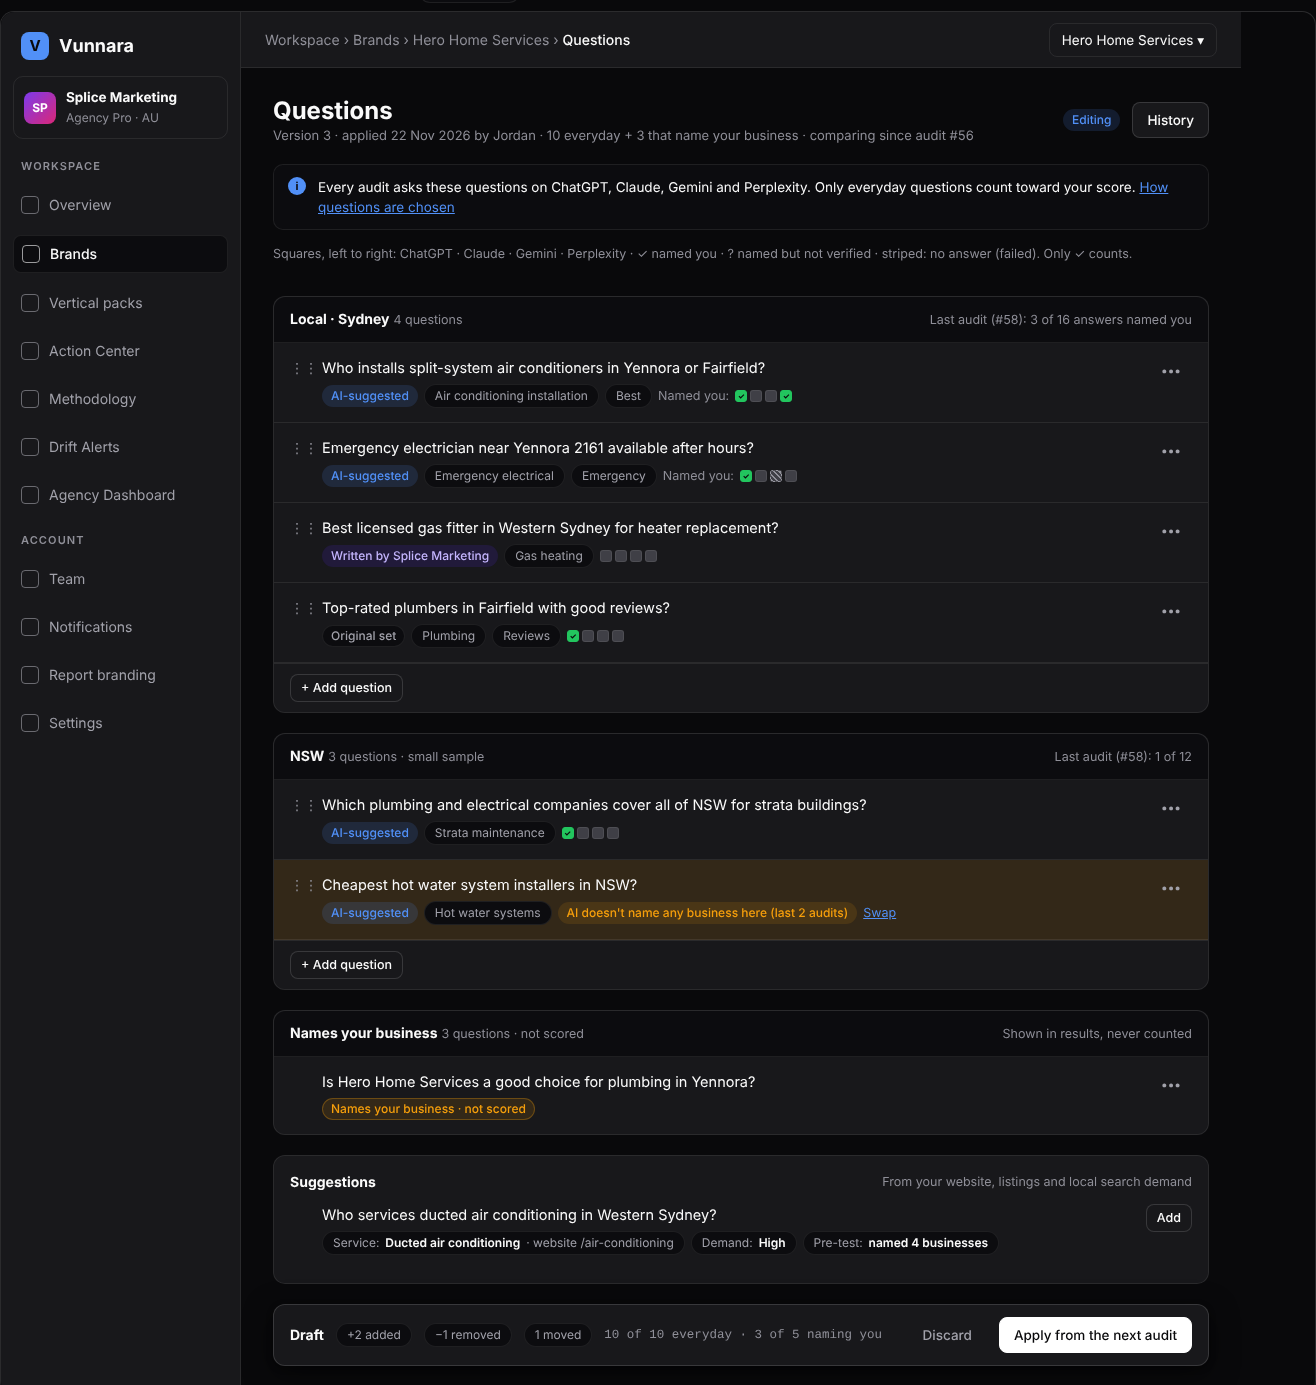 V Vunnara
SP Splice Marketing
Agency Pro · AU
WORKSPACE
Overview
Brands
Vertical packs
Action Center
Methodology
Drift Alerts
Agency Dashboard
ACCOUNT
Team
Notifications
Report branding
Settings
Workspace › Brands › Hero Home Services › Questions
Hero Home Services ▾
Questions
Version 3 · applied 22 Nov 2026 by Jordan · 10 everyday + 3 that name your business · comparing since audit #56
Editing
History
i Every audit asks these questions on ChatGPT, Claude, Gemini and Perplexity. Only everyday questions count toward your score. How
questions are chosen
Squares, left to right: ChatGPT · Claude · Gemini · Perplexity · ✓ named you · ? named but not verified · striped: no answer (failed). Only ✓ counts.
Local · Sydney 4 questions
Last audit (#58): 3 of 16 answers named you
Who installs split-system air conditioners in Yennora or Fairfield?
AI-suggested Air conditioning installation Best Named you: ✓ ✓
Emergency electrician near Yennora 2161 available after hours?
AI-suggested Emergency electrical Emergency Named you: ✓
Best licensed gas fitter in Western Sydney for heater replacement?
Written by Splice Marketing Gas heating
Top-rated plumbers in Fairfield with good reviews?
Original set Plumbing Reviews ✓
+ Add question
NSW 3 questions · small sample
Last audit (#58): 1 of 12
Which plumbing and electrical companies cover all of NSW for strata buildings?
AI-suggested Strata maintenance ✓
Cheapest hot water system installers in NSW?
AI-suggested Hot water systems AI doesn't name any business here (last 2 audits) Swap
+ Add question
Names your business 3 questions · not scored
Shown in results, never counted
Is Hero Home Services a good choice for plumbing in Yennora?
Names your business · not scored
Suggestions
From your website, listings and local search demand
Who services ducted air conditioning in Western Sydney?
Add
Service: Ducted air conditioning · website /air-conditioning Demand: High Pre-test: named 4 businesses
Draft +2 added −1 removed 1 moved 10 of 10 everyday · 3 of 5 naming you Discard Apply from the next audit